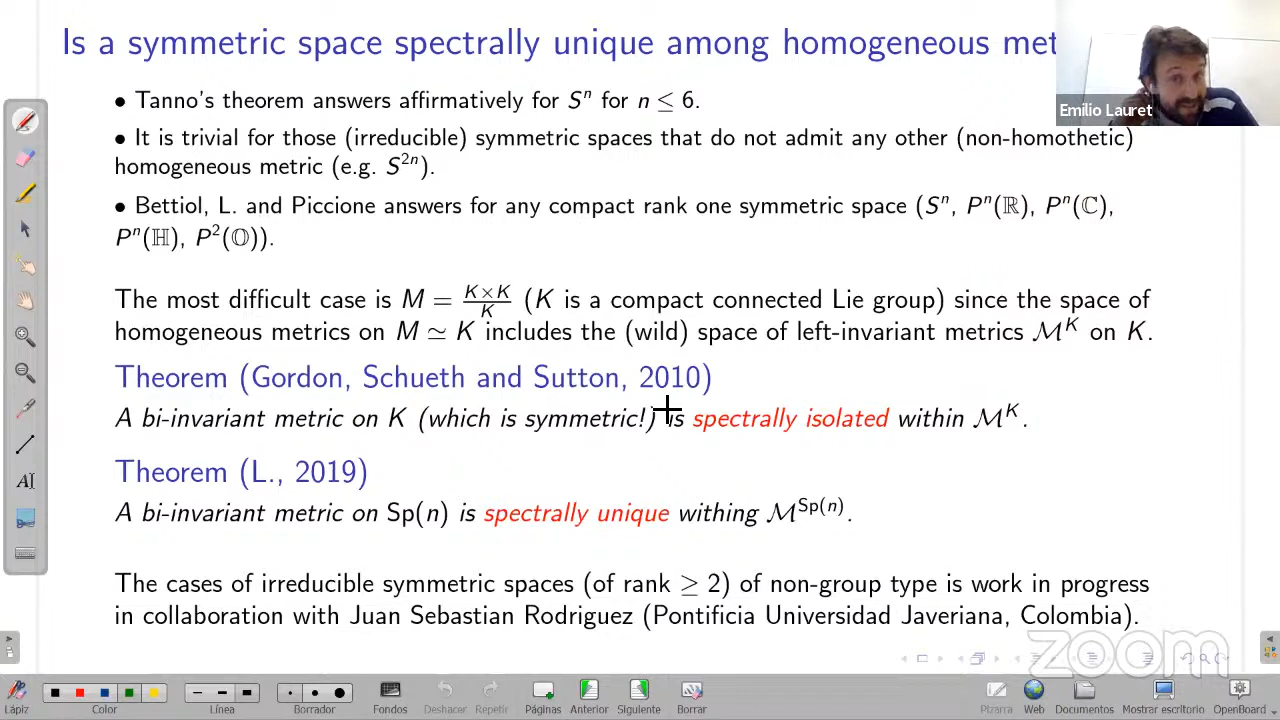 Is a symmetric space spectrally unique among homogeneous met
Emilio Lauret
• Tanno's theorem answers affirmatively for Sⁿ for n ≤ 6.
• It is trivial for those (irreducible) symmetric spaces that do not admit any other (non-homothetic)
homogeneous metric (e.g. S²ⁿ).
• Bettiol, L. and Piccione answers for any compact rank one symmetric space (Sⁿ, Pⁿ(ℝ), Pⁿ(ℂ),
Pⁿ(ℍ), P²(𝕆)).
The most difficult case is M = K×K/K (K is a compact connected Lie group) since the space of
homogeneous metrics on M ≃ K includes the (wild) space of left-invariant metrics ℳᴷ on K.
Theorem (Gordon, Schueth and Sutton, 2010)
A bi-invariant metric on K (which is symmetric!) is spectrally isolated within ℳᴷ.
Theorem (L., 2019)
A bi-invariant metric on Sp(n) is spectrally unique withing ℳ^Sp(n).
The cases of irreducible symmetric spaces (of rank ≥ 2) of non-group type is work in progress
in collaboration with Juan Sebastian Rodriguez (Pontificia Universidad Javeriana, Colombia).
zoom
Lápiz Color Línea Borrador Fondos Deshacer Repetir Páginas Anterior Siguiente Borrar Pizarra Web Documentos Mostrar escritorio OpenBoard